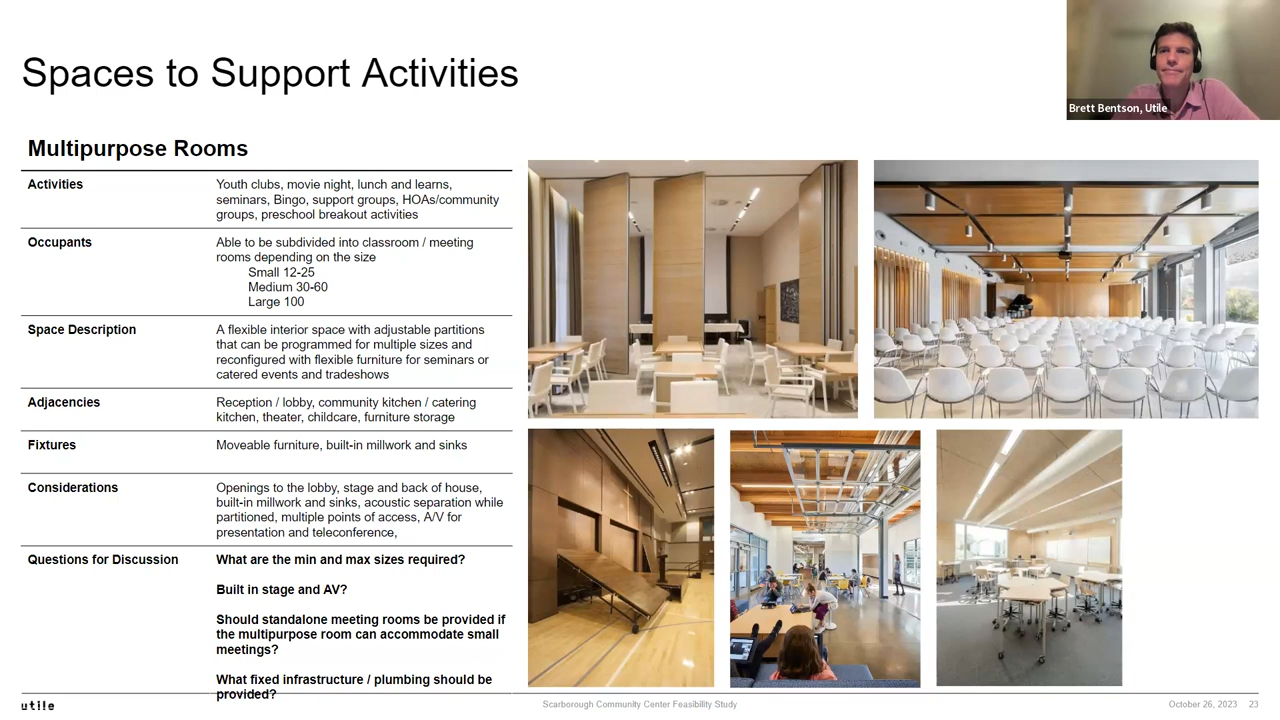 Spaces to Support Activities
Brett Bentson, Utile
Multipurpose Rooms
Activities
Youth clubs, movie night, lunch and learns,
seminars, Bingo, support groups, HOAs/community
groups, preschool breakout activities
Occupants
Able to be subdivided into classroom / meeting
rooms depending on the size
Small 12-25
Medium 30-60
Large 100
Space Description
A flexible interior space with adjustable partitions
that can be programmed for multiple sizes and
reconfigured with flexible furniture for seminars or
catered events and tradeshows
Adjacencies
Reception / lobby, community kitchen / catering
kitchen, theater, childcare, furniture storage
Fixtures
Moveable furniture, built-in millwork and sinks
Considerations
Openings to the lobby, stage and back of house,
built-in millwork and sinks, acoustic separation while
partitioned, multiple points of access, A/V for
presentation and teleconference,
Questions for Discussion
What are the min and max sizes required?
Built in stage and AV?
Should standalone meeting rooms be provided if
the multipurpose room can accommodate small
meetings?
What fixed infrastructure / plumbing should be
provided?
utile
Scarborough Community Center Feasibility Study
October 26, 2023 23